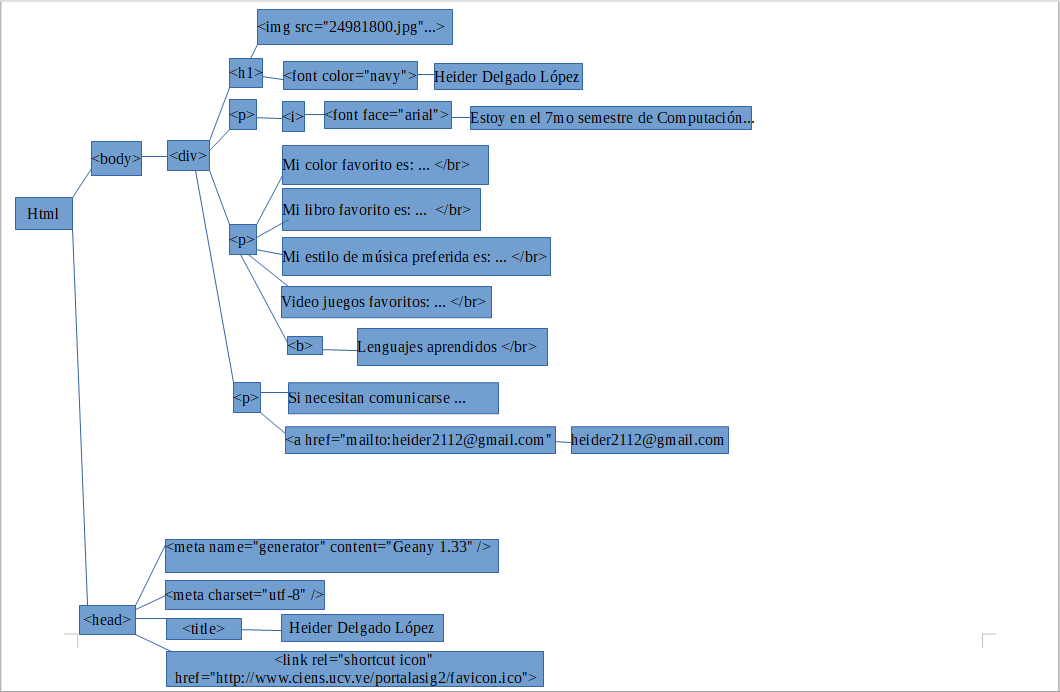 <img src="24981800.jpg"...>
<h1>
<font color="navy">
Heider Delgado López
<p>
<i>
<font face="arial">
Estoy en el 7mo semestre de Computación...
<body>
<div>
Mi color favorito es: ... </br>
Html
Mi libro favorito es: ... </br>
<p>
Mi estilo de música preferida es: ... </br>
Video juegos favoritos: ... </br>
<b>
Lenguajes aprendidos </br>
<p>
Si necesitan comunicarse ...
<a href="mailto:heider2112@gmail.com"
heider2112@gmail.com
<meta name="generator" content="Geany 1.33" />
<meta charset="utf-8" />
<head>
<title>
Heider Delgado López
<link rel="shortcut icon"
href="http://www.ciens.ucv.ve/portalasig2/favicon.ico">